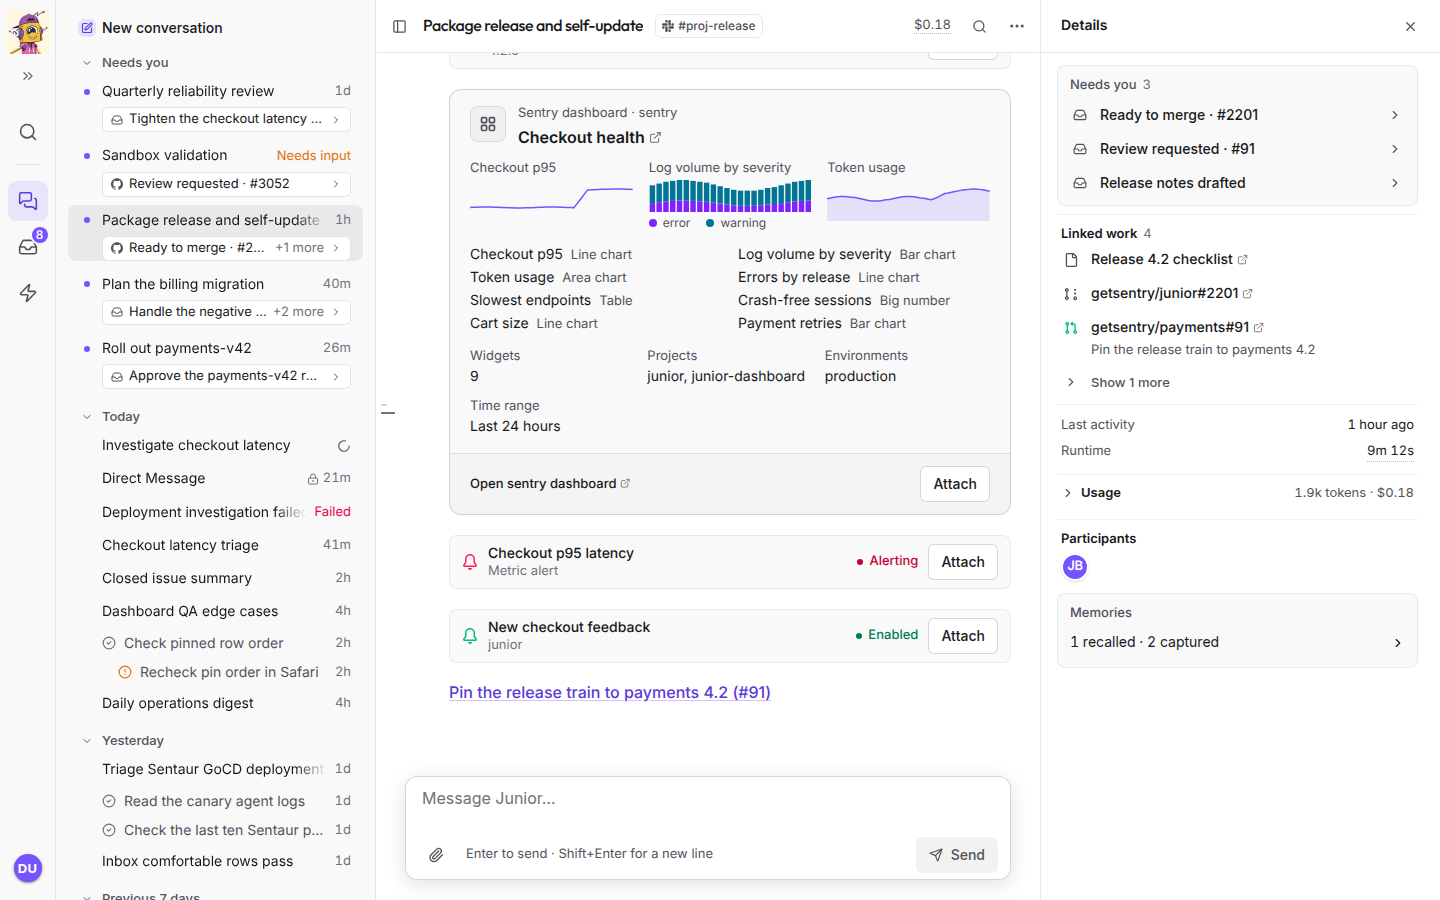 New conversation
Needs you
Quarterly reliability review 1d
Tighten the checkout latency ...
Sandbox validation Needs input
Review requested · #3052
Package release and self-update 1h
Ready to merge · #2... +1 more
Plan the billing migration 40m
Handle the negative ... +2 more
Roll out payments-v42 26m
Approve the payments-v42 r...
Today
Investigate checkout latency
Direct Message 21m
Deployment investigation failed Failed
Checkout latency triage 41m
Closed issue summary 2h
Dashboard QA edge cases 4h
Check pinned row order 2h
Recheck pin order in Safari 2h
Daily operations digest 4h
Yesterday
Triage Sentaur GoCD deployment 1d
Read the canary agent logs 1d
Check the last ten Sentaur p... 1d
Inbox comfortable rows pass 1d
Previous 7 days
8
DU
Package release and self-update #proj-release $0.18
Sentry dashboard · sentry
Checkout health
Checkout p95
Log volume by severity
error warning
Token usage
Checkout p95 Line chart
Log volume by severity Bar chart
Token usage Area chart
Errors by release Line chart
Slowest endpoints Table
Crash-free sessions Big number
Cart size Line chart
Payment retries Bar chart
Widgets
9
Projects
junior, junior-dashboard
Environments
production
Time range
Last 24 hours
Open sentry dashboard Attach
Checkout p95 latency
Metric alert
Alerting Attach
New checkout feedback
junior
Enabled Attach
Pin the release train to payments 4.2 (#91)
Message Junior...
Enter to send · Shift+Enter for a new line Send
Details
Needs you 3
Ready to merge · #2201
Review requested · #91
Release notes drafted
Linked work 4
Release 4.2 checklist
getsentry/junior#2201
getsentry/payments#91
Pin the release train to payments 4.2
Show 1 more
Last activity 1 hour ago
Runtime 9m 12s
Usage 1.9k tokens · $0.18
Participants
JB
Memories
1 recalled · 2 captured